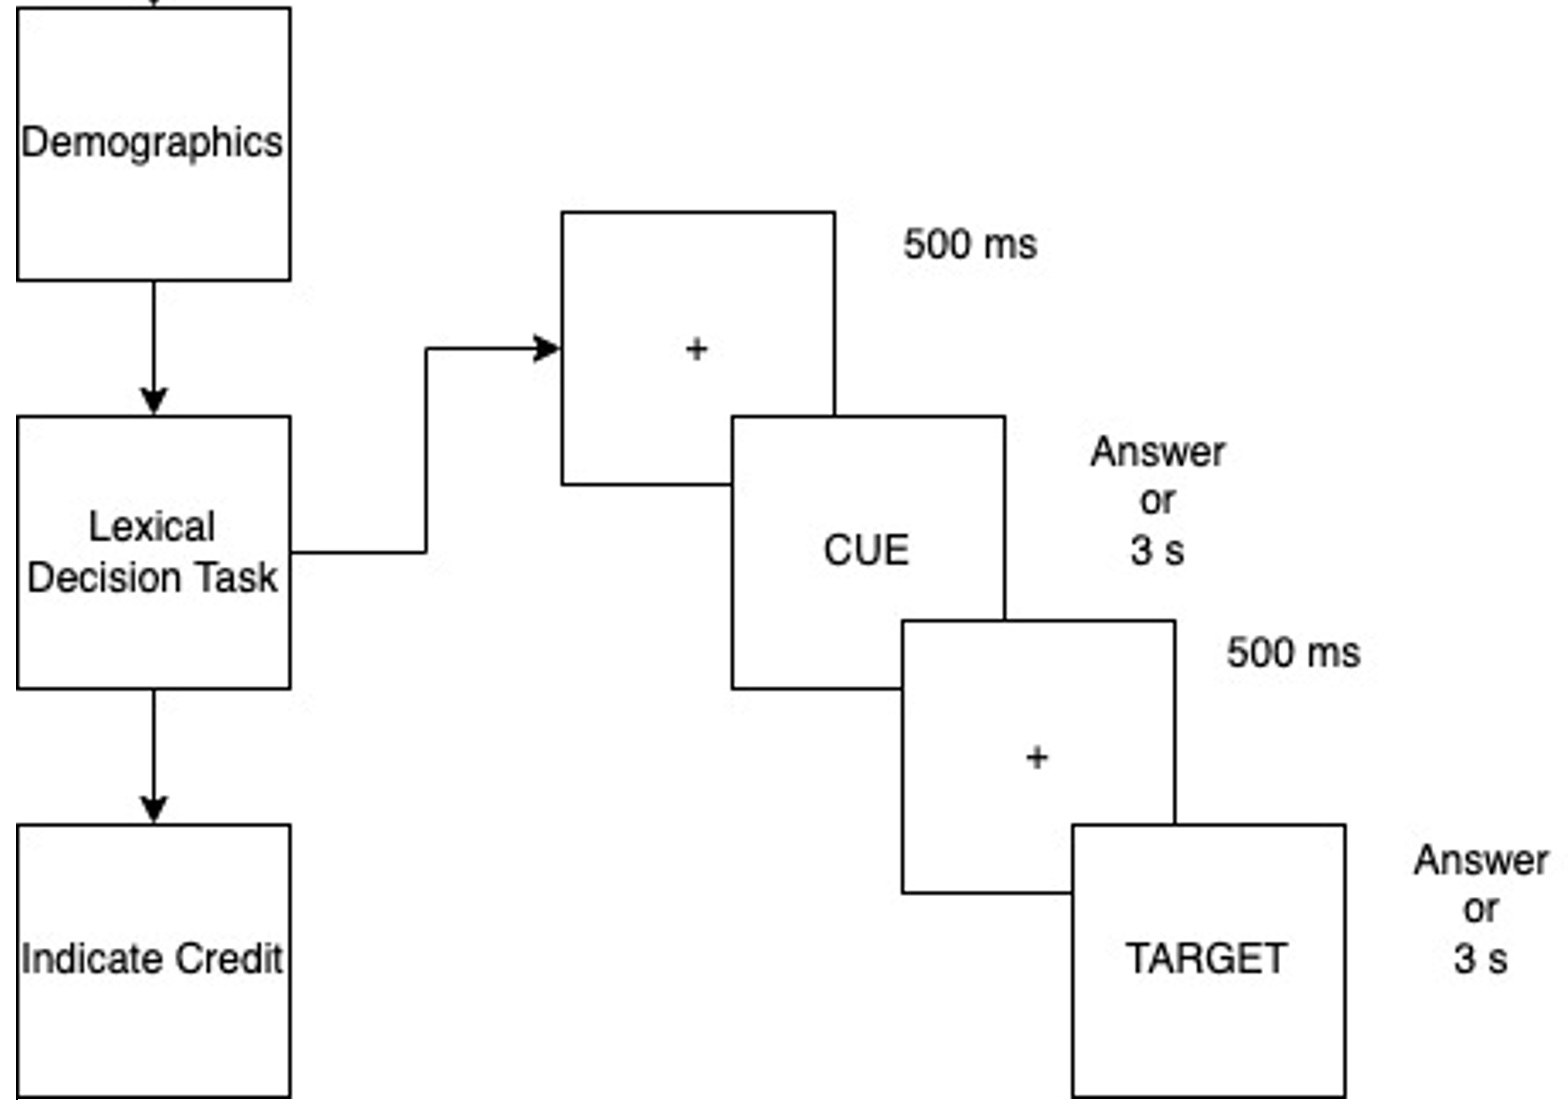 Demographics
500 ms
+
Answer
or
3 s
Lexical
Decision Task
CUE
500 ms
+
Answer
or
3 s
Indicate Credit
TARGET